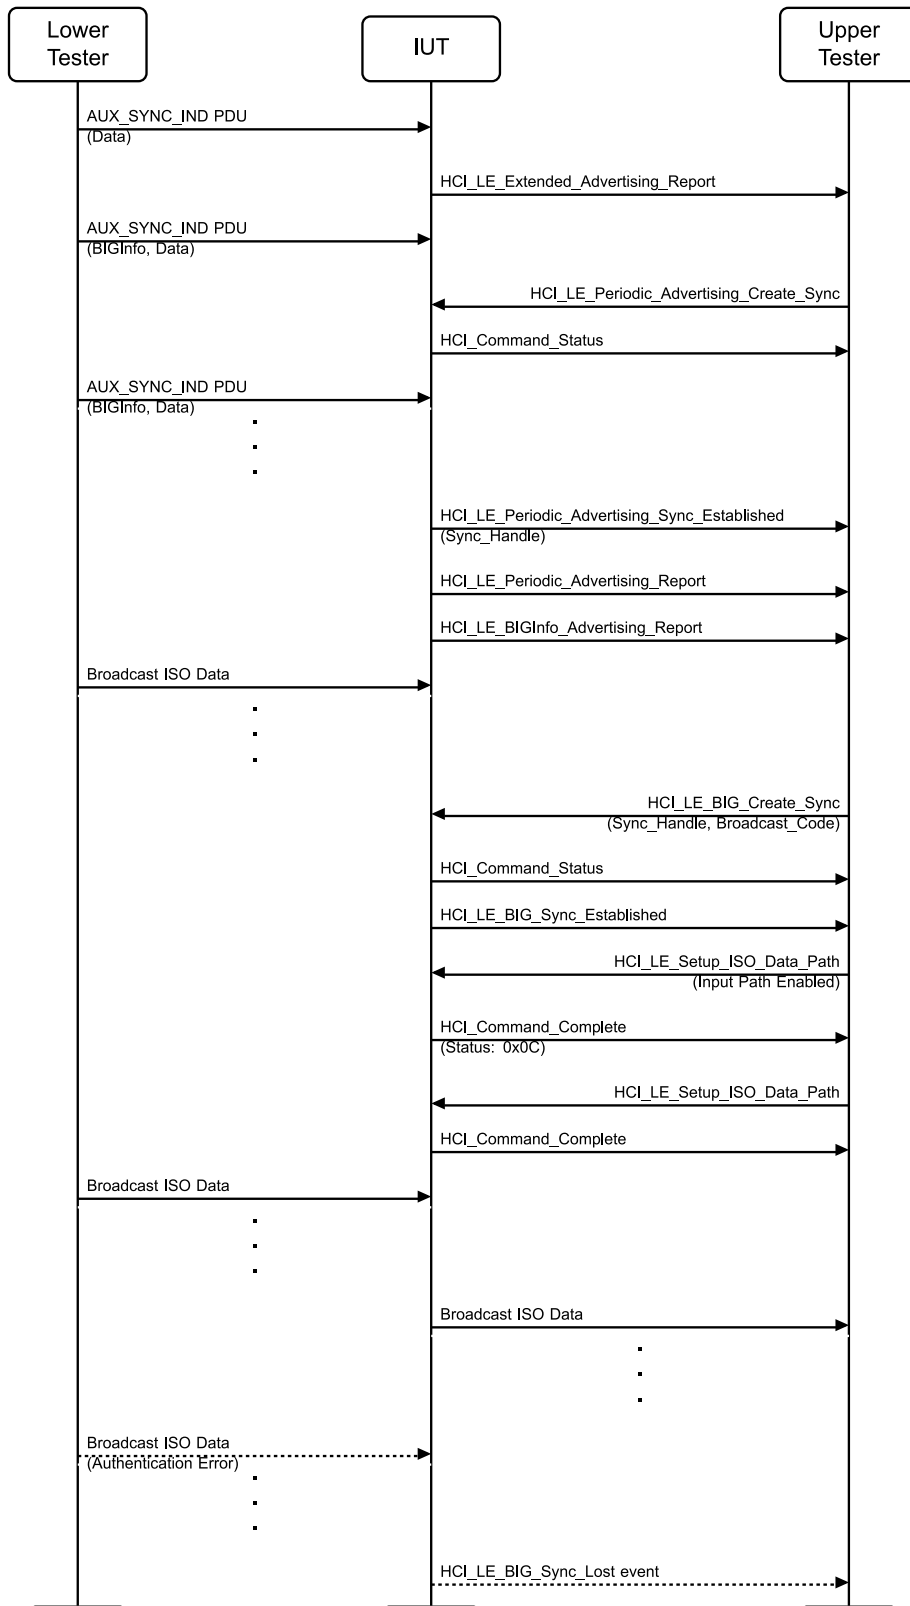 Lower
Tester
IUT
Upper
Tester
AUX_SYNC_IND PDU
(Data)
HCI_LE_Extended_Advertising_Report
AUX_SYNC_IND PDU
(BIGInfo, Data)
HCI_LE_Periodic_Advertising_Create_Sync
HCI_Command_Status
AUX_SYNC_IND PDU
(BIGInfo, Data)
HCI_LE_Periodic_Advertising_Sync_Established
(Sync_Handle)
HCI_LE_Periodic_Advertising_Report
HCI_LE_BIGInfo_Advertising_Report
Broadcast ISO Data
HCI_LE_BIG_Create_Sync
(Sync_Handle, Broadcast_Code)
HCI_Command_Status
HCI_LE_BIG_Sync_Established
HCI_LE_Setup_ISO_Data_Path
(Input Path Enabled)
HCI_Command_Complete
(Status: 0x0C)
HCI_LE_Setup_ISO_Data_Path
HCI_Command_Complete
Broadcast ISO Data
Broadcast ISO Data
Broadcast ISO Data
(Authentication Error)
HCI_LE_BIG_Sync_Lost event